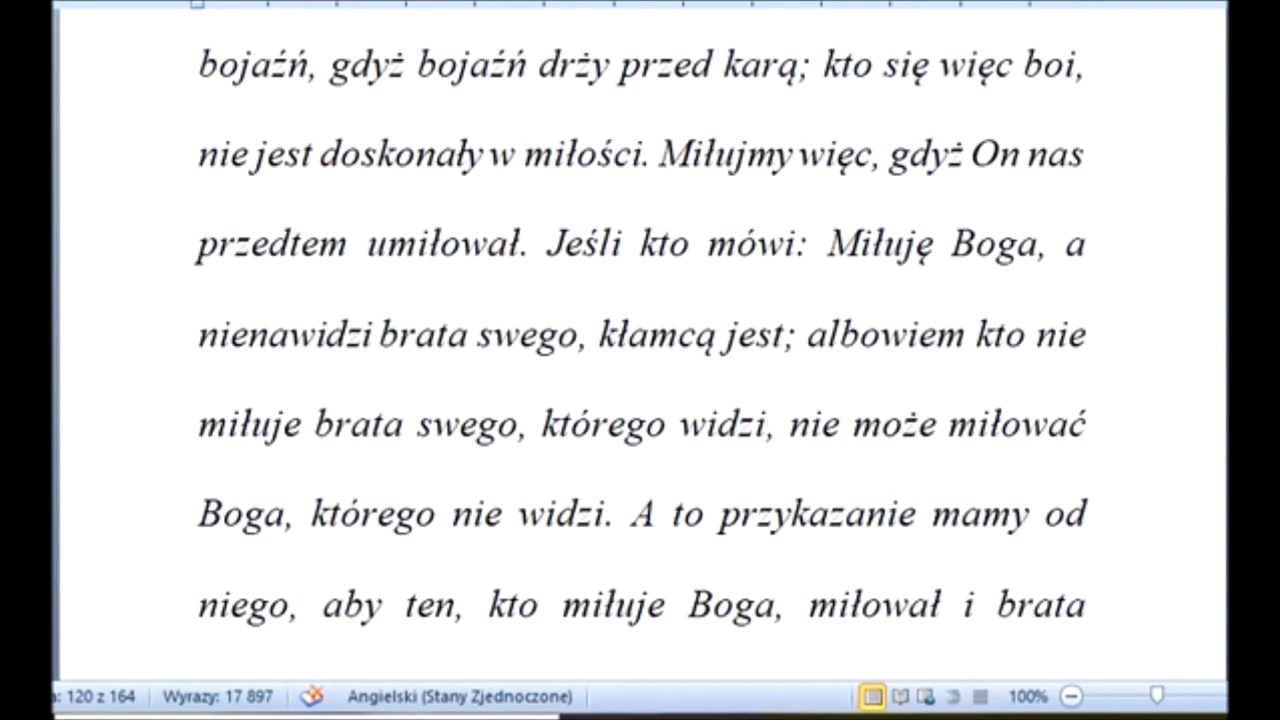 bojaźń, gdyż bojaźń drży przed karą; kto się więc boi,
nie jest doskonały w miłości. Miłujmy więc, gdyż On nas
przedtem umiłował. Jeśli kto mówi: Miłuję Boga, a
nienawidzi brata swego, kłamcą jest; albowiem kto nie
miłuje brata swego, którego widzi, nie może miłować
Boga, którego nie widzi. A to przykazanie mamy od
niego, aby ten, kto miłuje Boga, miłował i brata
: 120 z 164 Wyrazy: 17 897 Angielski (Stany Zjednoczone) 100%